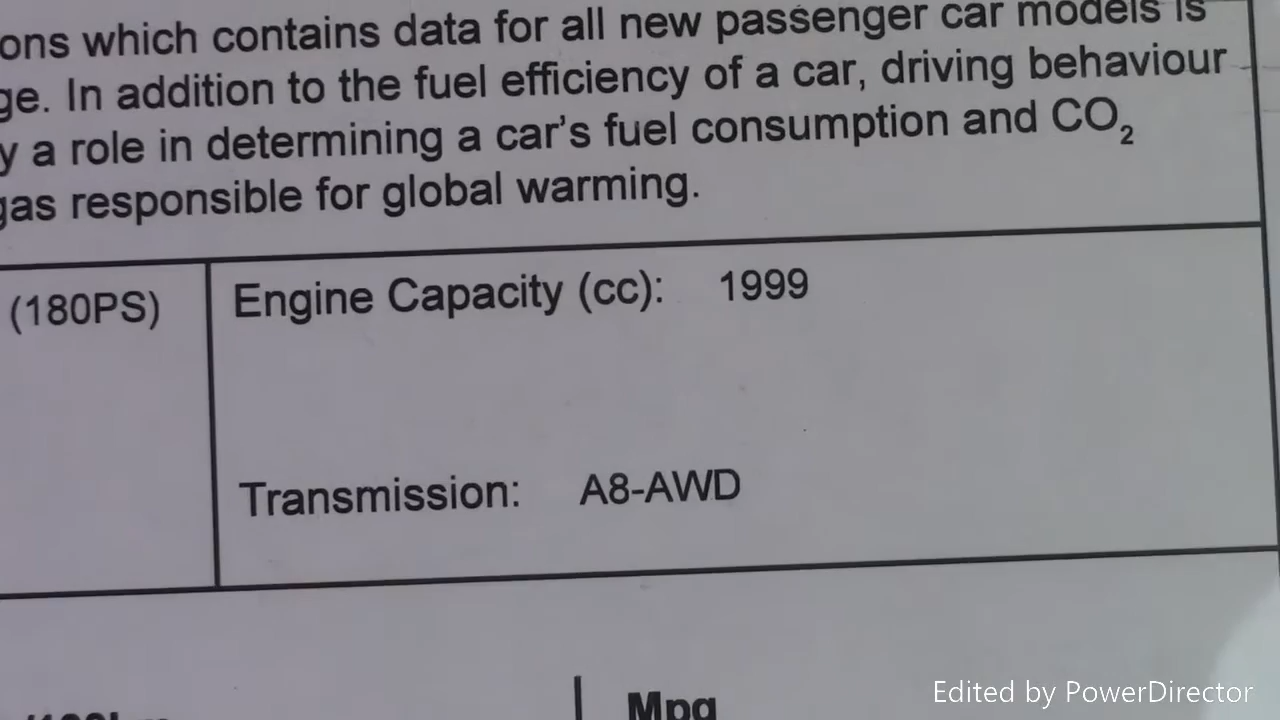 ons which contains data for all new passenger car models is
ge. In addition to the fuel efficiency of a car, driving behaviour
y a role in determining a car's fuel consumption and CO₂
gas responsible for global warming.
(180PS) Engine Capacity (cc): 1999
Transmission: A8-AWD
Mpg
Edited by PowerDirector